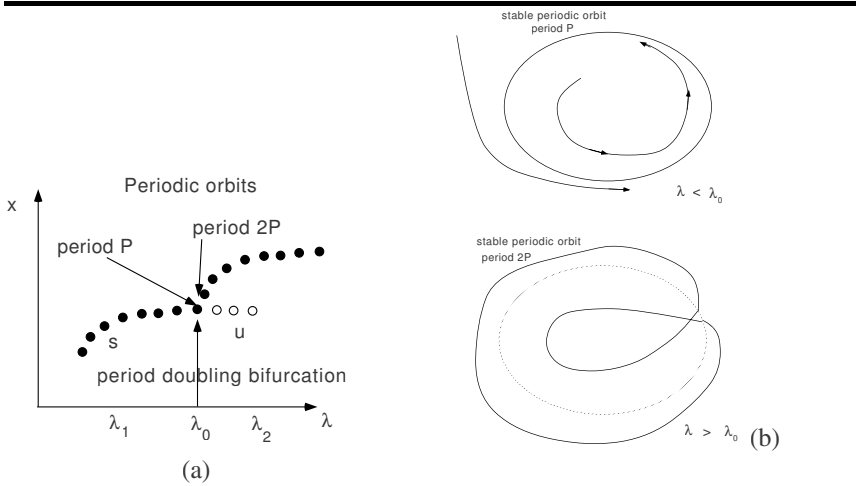 Periodic orbits
x
period P
period 2P
s
u
period doubling bifurcation
λ₁
λ₀
λ₂
λ
(a)
stable periodic orbit
period P
λ < λ₀
stable periodic orbit
period 2P
λ > λ₀
(b)